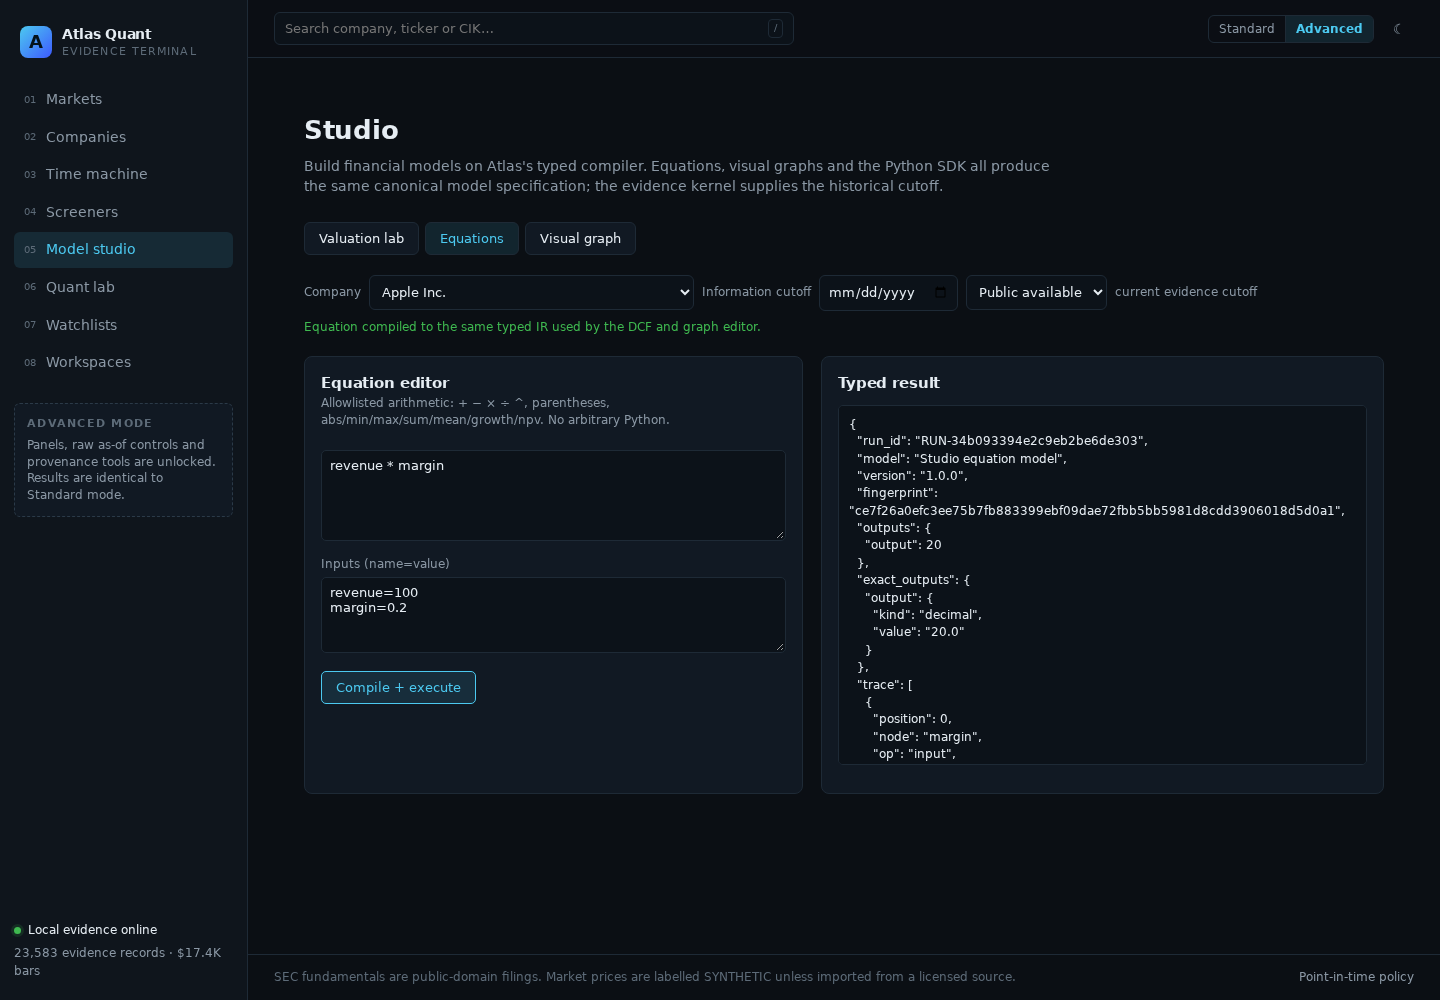 A
Atlas Quant
EVIDENCE TERMINAL
01 Markets
02 Companies
03 Time machine
04 Screeners
05 Model studio
06 Quant lab
07 Watchlists
08 Workspaces
ADVANCED MODE
Panels, raw as-of controls and
provenance tools are unlocked.
Results are identical to
Standard mode.
Local evidence online
23,583 evidence records · $17.4K
bars
Search company, ticker or CIK... /
Standard Advanced
Studio
Build financial models on Atlas's typed compiler. Equations, visual graphs and the Python SDK all produce
the same canonical model specification; the evidence kernel supplies the historical cutoff.
Valuation lab Equations Visual graph
Company Apple Inc. Information cutoff mm/dd/yyyy Public available current evidence cutoff
Equation compiled to the same typed IR used by the DCF and graph editor.
Equation editor
Allowlisted arithmetic: + − × ÷ ^, parentheses,
abs/min/max/sum/mean/growth/npv. No arbitrary Python.
revenue * margin
Inputs (name=value)
revenue=100
margin=0.2
Compile + execute
Typed result
{
"run_id": "RUN-34b093394e2c9eb2be6de303",
"model": "Studio equation model",
"version": "1.0.0",
"fingerprint":
"ce7f26a0efc3ee75b7fb883399ebf09dae72fbb5bb5981d8cdd3906018d5d0a1",
"outputs": {
"output": 20
},
"exact_outputs": {
"output": {
"kind": "decimal",
"value": "20.0"
}
},
"trace": [
{
"position": 0,
"node": "margin",
"op": "input",
SEC fundamentals are public-domain filings. Market prices are labelled SYNTHETIC unless imported from a licensed source.
Point-in-time policy